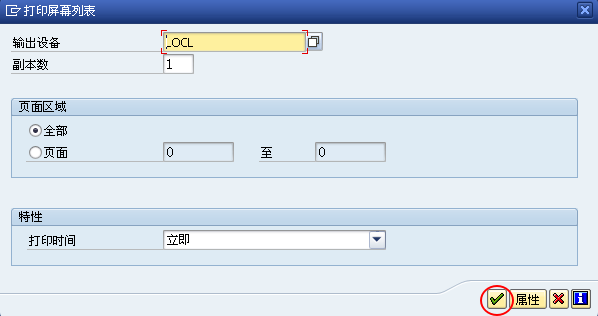 打印屏幕列表
输出设备 LOCL
副本数 1
页面区域
全部
页面 0 至 0
特性
打印时间 立即
属性